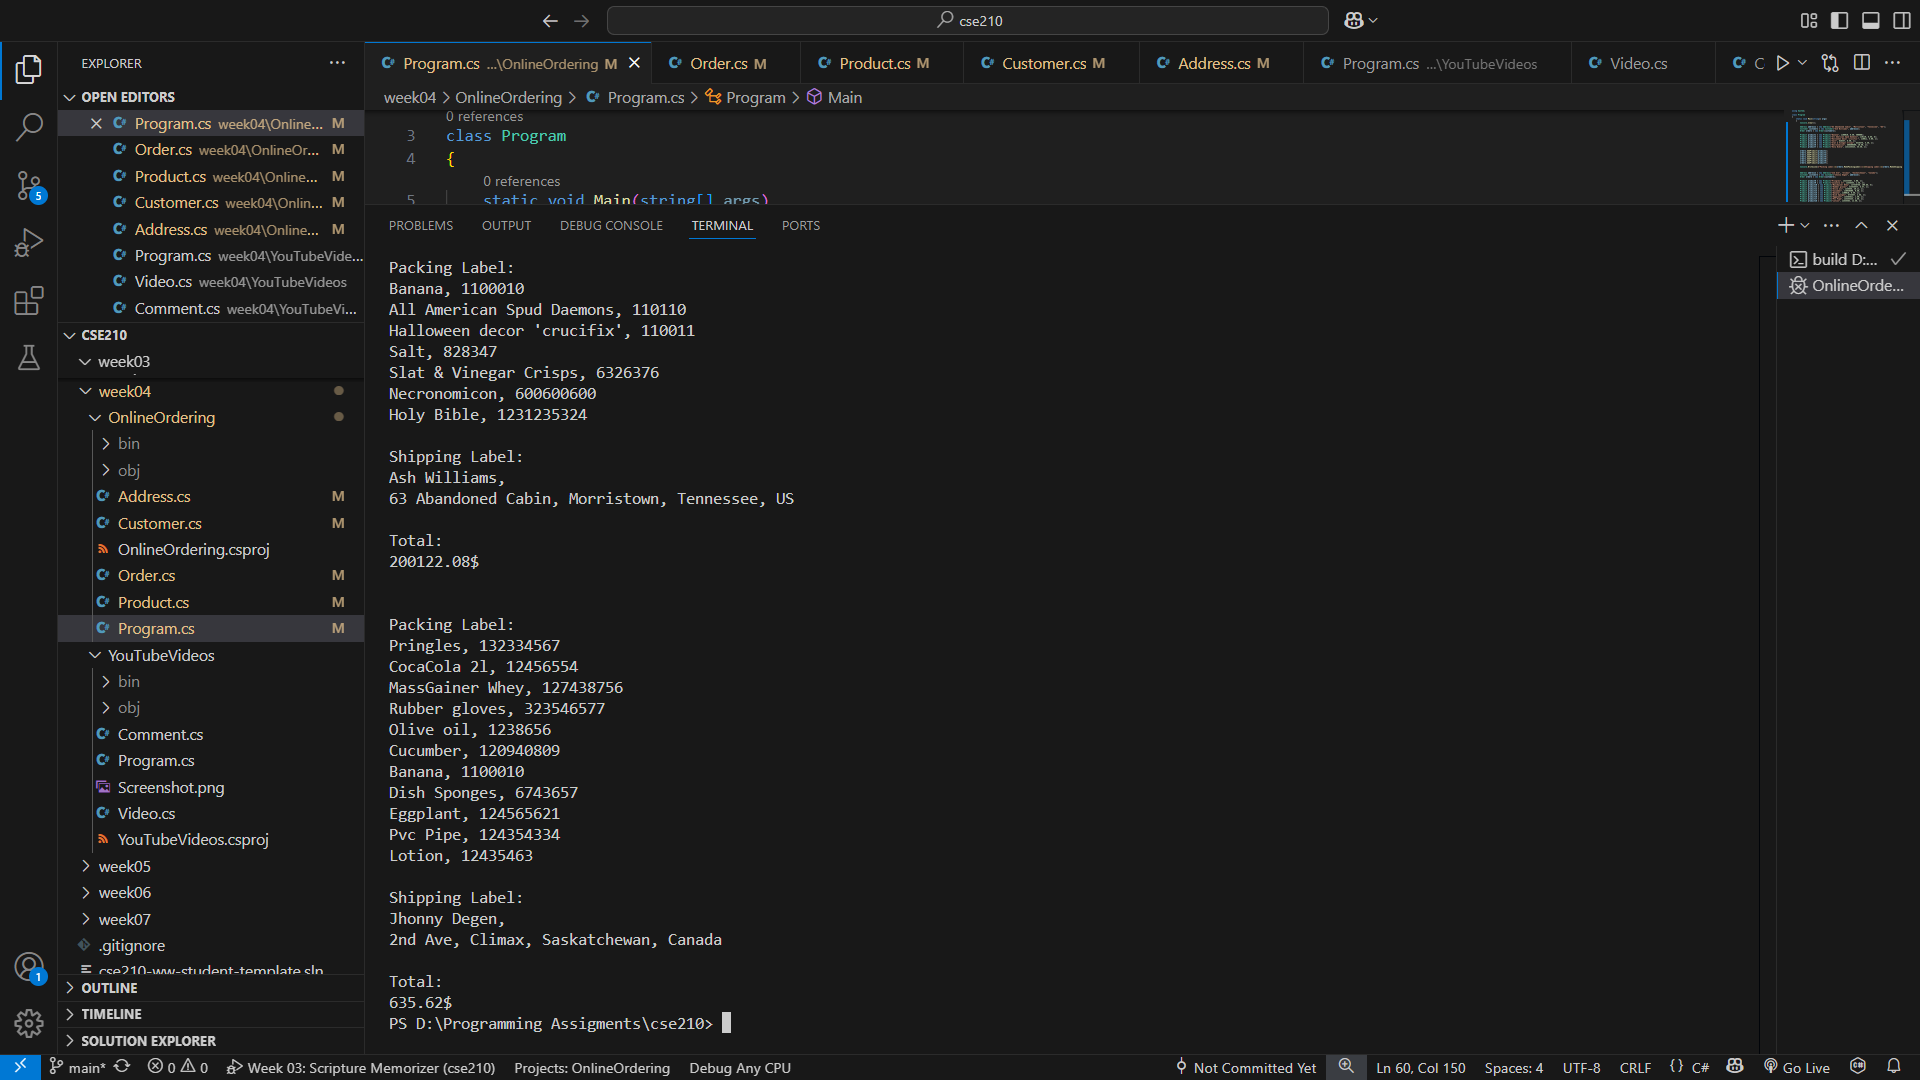 cse210
EXPLORER
OPEN EDITORS
Program.cs week04\Online... M
Order.cs week04\OnlineOr... M
Product.cs week04\Online... M
Customer.cs week04\Onlin... M
Address.cs week04\Online... M
Program.cs week04\YouTubeVide...
Video.cs week04\YouTubeVideos
Comment.cs week04\YouTubeVi...
CSE210
week03
week04
OnlineOrdering
bin
obj
Address.cs M
Customer.cs M
OnlineOrdering.csproj
Order.cs M
Product.cs M
Program.cs M
YouTubeVideos
bin
obj
Comment.cs
Program.cs
Screenshot.png
Video.cs
YouTubeVideos.csproj
week05
week06
week07
.gitignore
cse210-ww-student-template.sln
OUTLINE
TIMELINE
SOLUTION EXPLORER
5
1
Program.cs ...\OnlineOrdering M
Order.cs M
Product.cs M
Customer.cs M
Address.cs M
Program.cs ...\YouTubeVideos
Video.cs
C
week04 > OnlineOrdering > Program.cs > Program > Main
0 references
3 class Program
4 {
0 references
5 static void Main(string[] args)
PROBLEMS OUTPUT DEBUG CONSOLE TERMINAL PORTS
build D:...
OnlineOrde...
Packing Label:
Banana, 1100010
All American Spud Daemons, 110110
Halloween decor 'crucifix', 110011
Salt, 828347
Slat & Vinegar Crisps, 6326376
Necronomicon, 600600600
Holy Bible, 1231235324
Shipping Label:
Ash Williams,
63 Abandoned Cabin, Morristown, Tennessee, US
Total:
200122.08$
Packing Label:
Pringles, 132334567
CocaCola 2l, 12456554
MassGainer Whey, 127438756
Rubber gloves, 323546577
Olive oil, 1238656
Cucumber, 120940809
Banana, 1100010
Dish Sponges, 6743657
Eggplant, 124565621
Pvc Pipe, 124354334
Lotion, 12435463
Shipping Label:
Jhonny Degen,
2nd Ave, Climax, Saskatchewan, Canada
Total:
635.62$
PS D:\Programming Assigments\cse210>
main* 0 0 Week 03: Scripture Memorizer (cse210) Projects: OnlineOrdering Debug Any CPU Not Committed Yet Ln 60, Col 150 Spaces: 4 UTF-8 CRLF {} C# Go Live